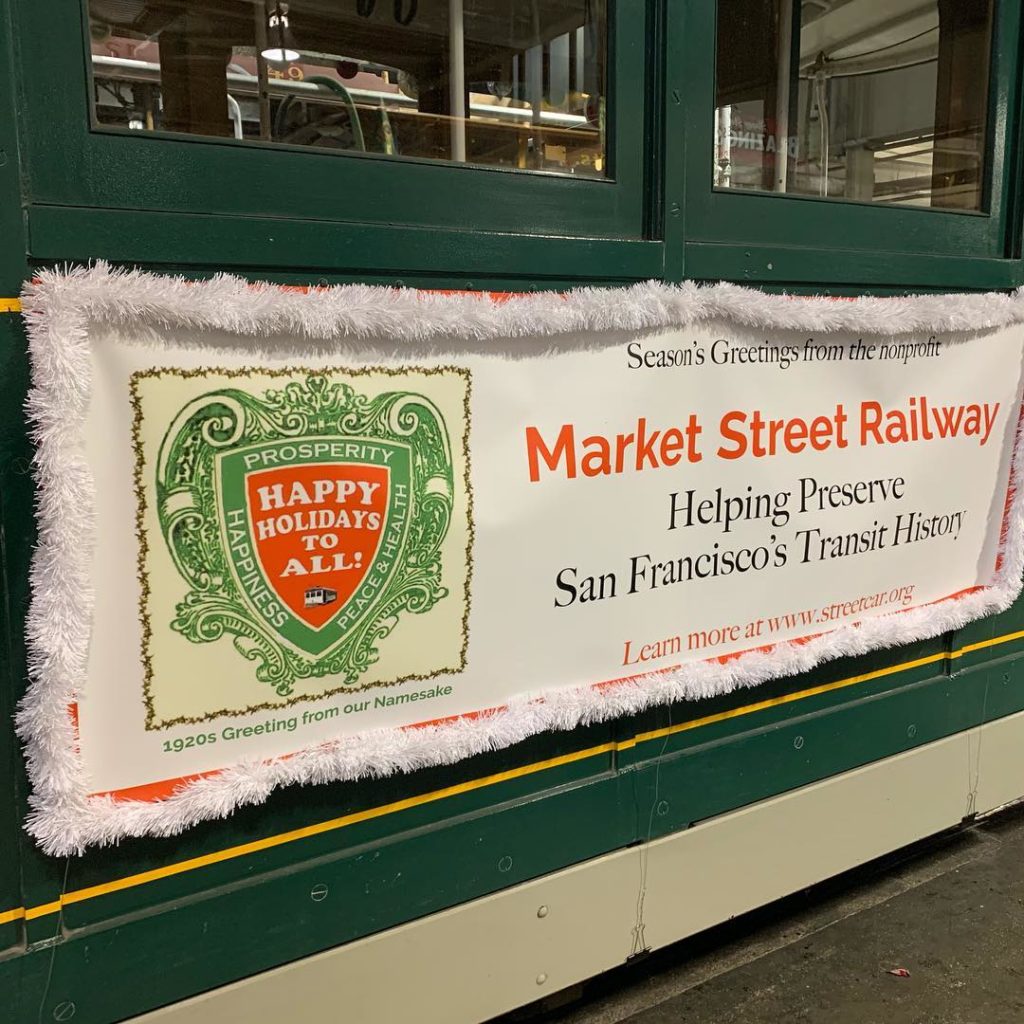 BLAZING
Season's Greetings from the nonprofit
Market Street Railway
Helping Preserve
San Francisco's Transit History
Learn more at www.streetcar.org
PROSPERITY
HAPPINESS
PEACE & HEALTH
HAPPY
HOLIDAYS
TO
ALL!
1920s Greeting from our Namesake